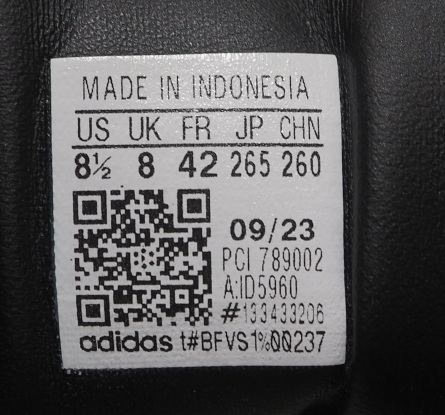 MADE IN INDONESIA
US UK FR JP CHN
8½ 8 42 265 260
09/23
PCI 789002
A:ID5960
#133433206
adidas t#BFVS1%00237